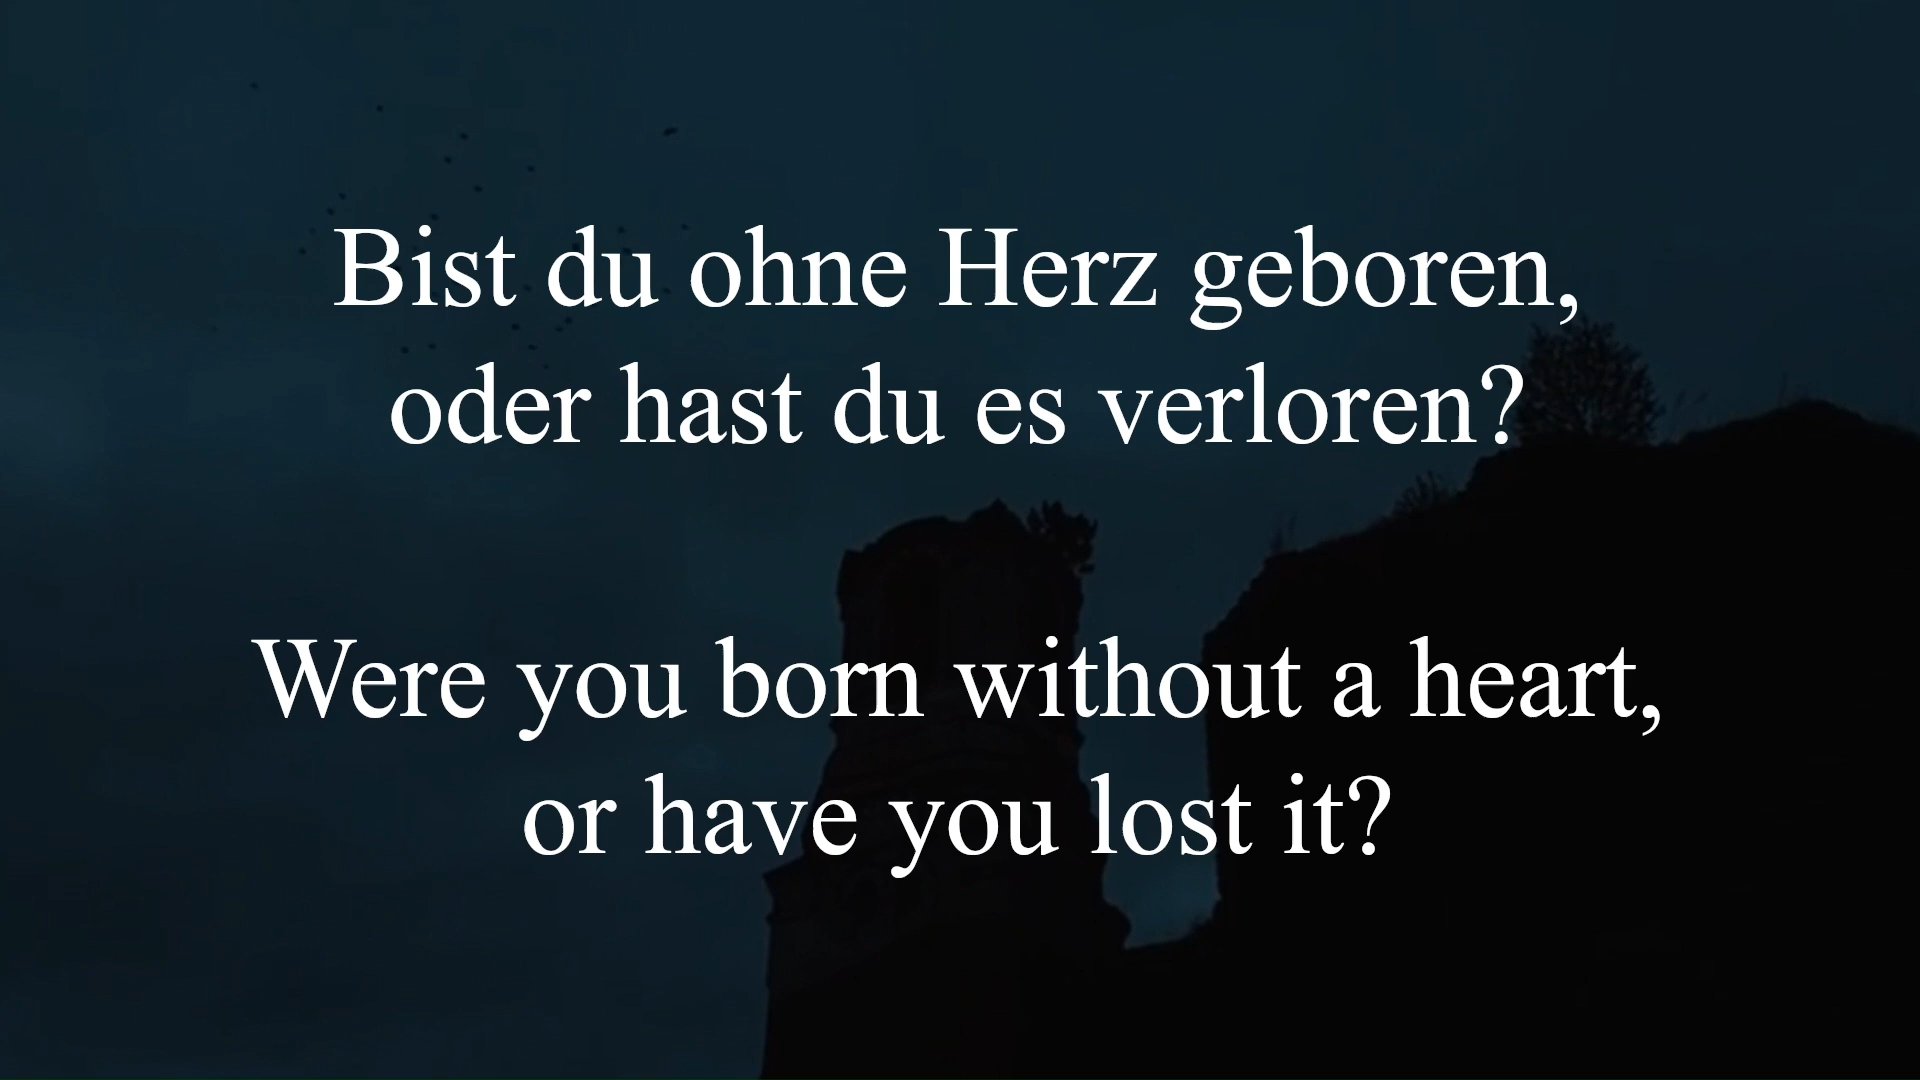 Bist du ohne Herz geboren,
oder hast du es verloren?
Were you born without a heart,
or have you lost it?